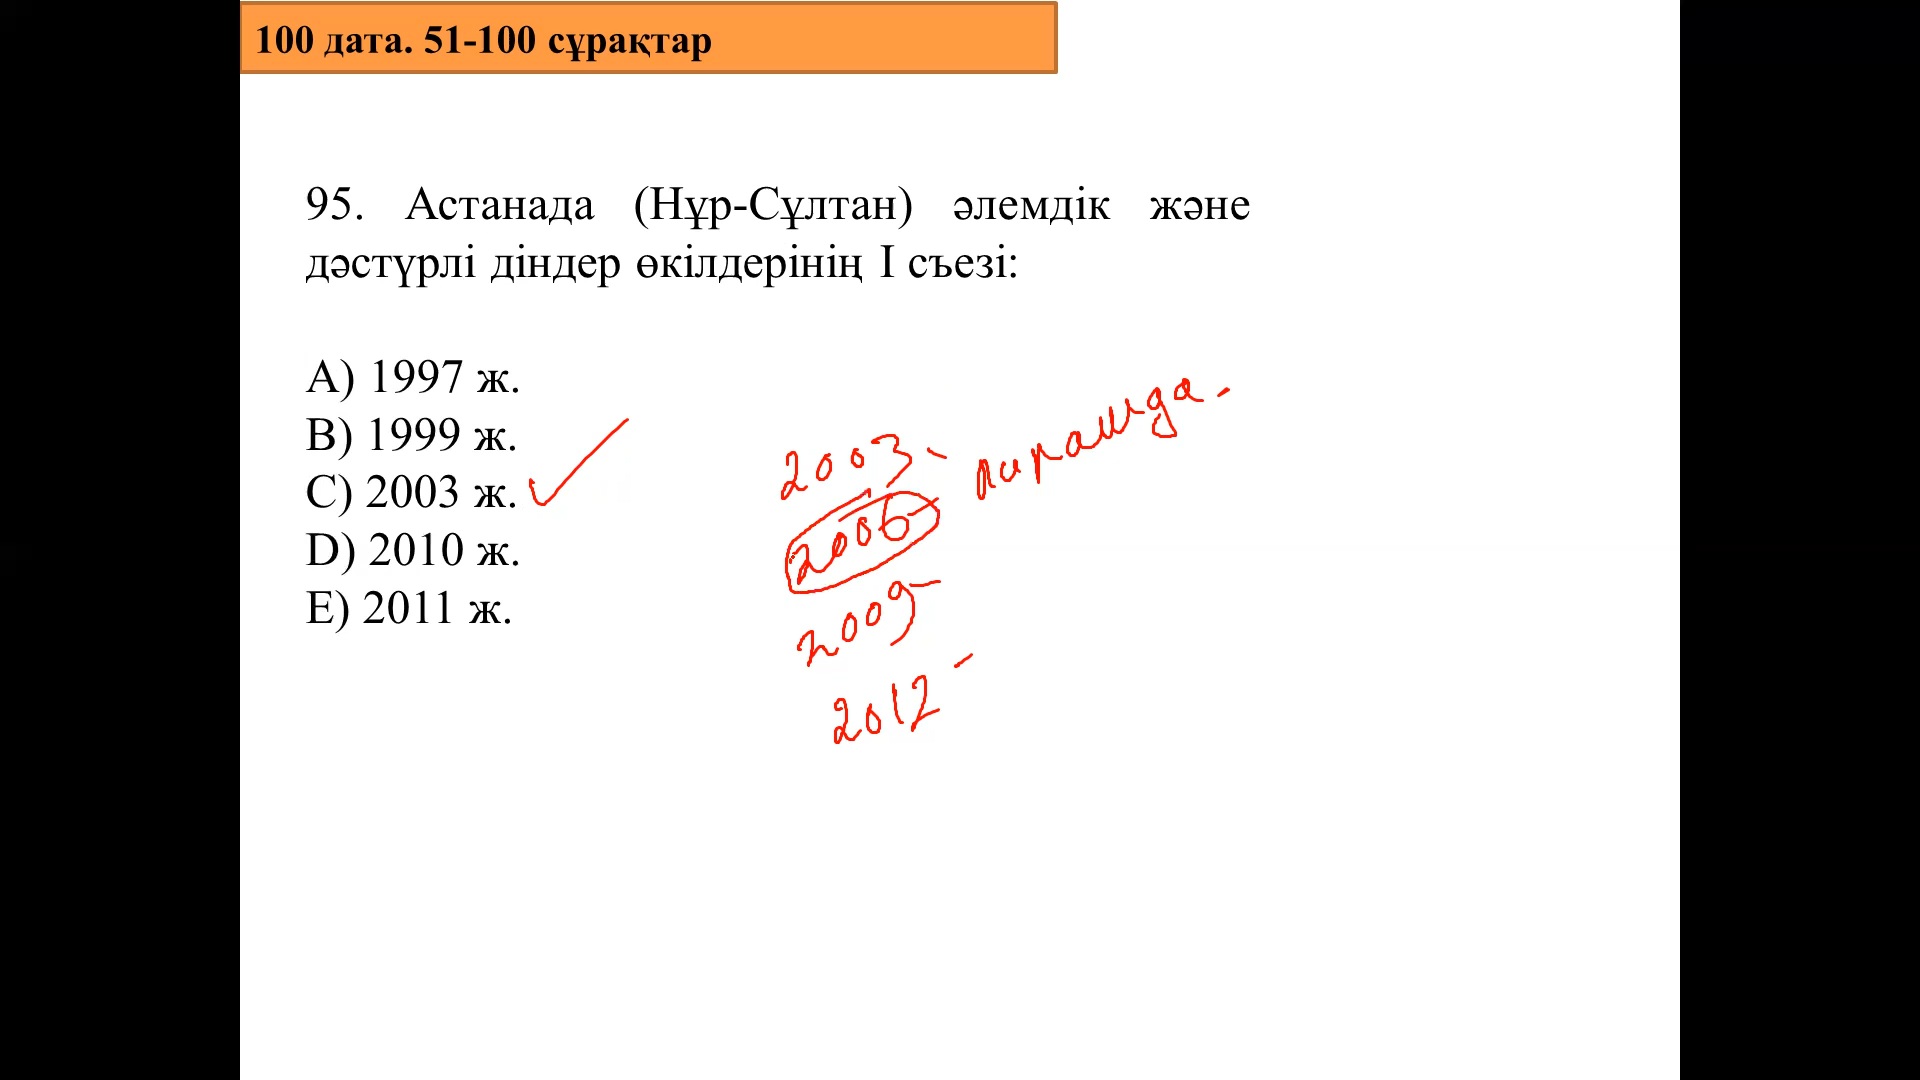 100 дата. 51-100 сұрақтар
95. Астанада (Нұр-Сұлтан) әлемдік және
дәстүрлі діндер өкілдерінің I съезі:
A) 1997 ж.
B) 1999 ж.
C) 2003 ж.
D) 2010 ж.
E) 2011 ж.
2003 -
2006 - пирамида.
2009 -
2012 -